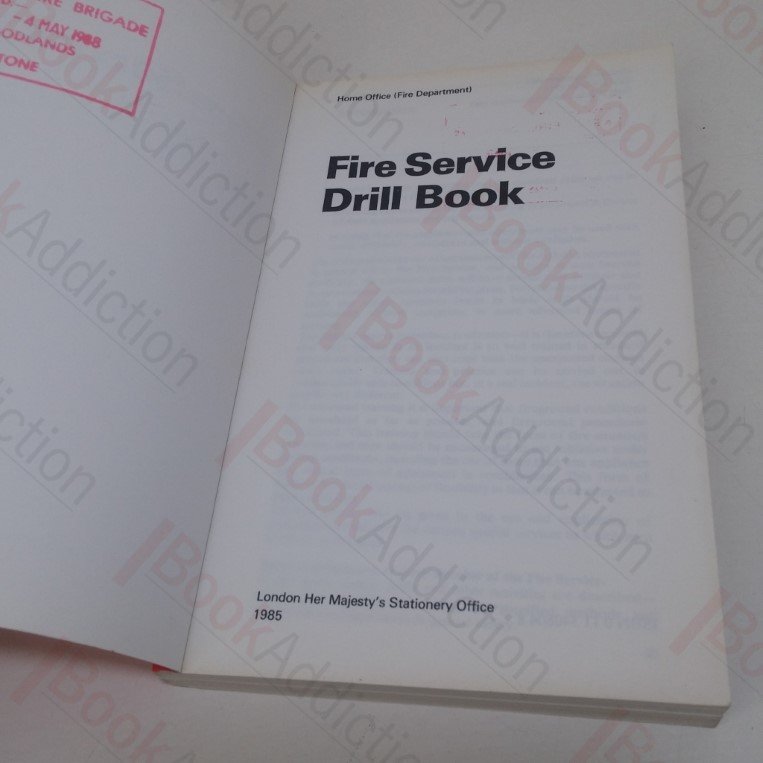 RE BRIGADE
- 4 MAY 1988
ODLANDS
TONE
Home Office (Fire Department)
Fire Service
Drill Book
London Her Majesty's Stationery Office
1985
BookAddiction